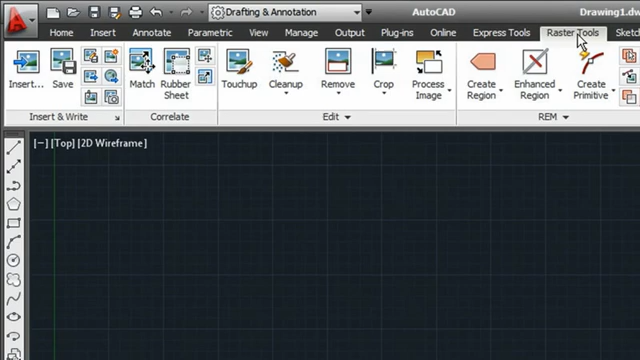 Drafting & Annotation AutoCAD Drawing1.dw
Home Insert Annotate Parametric View Manage Output Plug-ins Online Express Tools Raster Tools Sketch
Insert... Save Match Rubber Sheet Touchup Cleanup Remove Crop Process Image Create Region Enhanced Region Create Primitive
Insert & Write Correlate Edit REM
[−] [Top] [2D Wireframe]